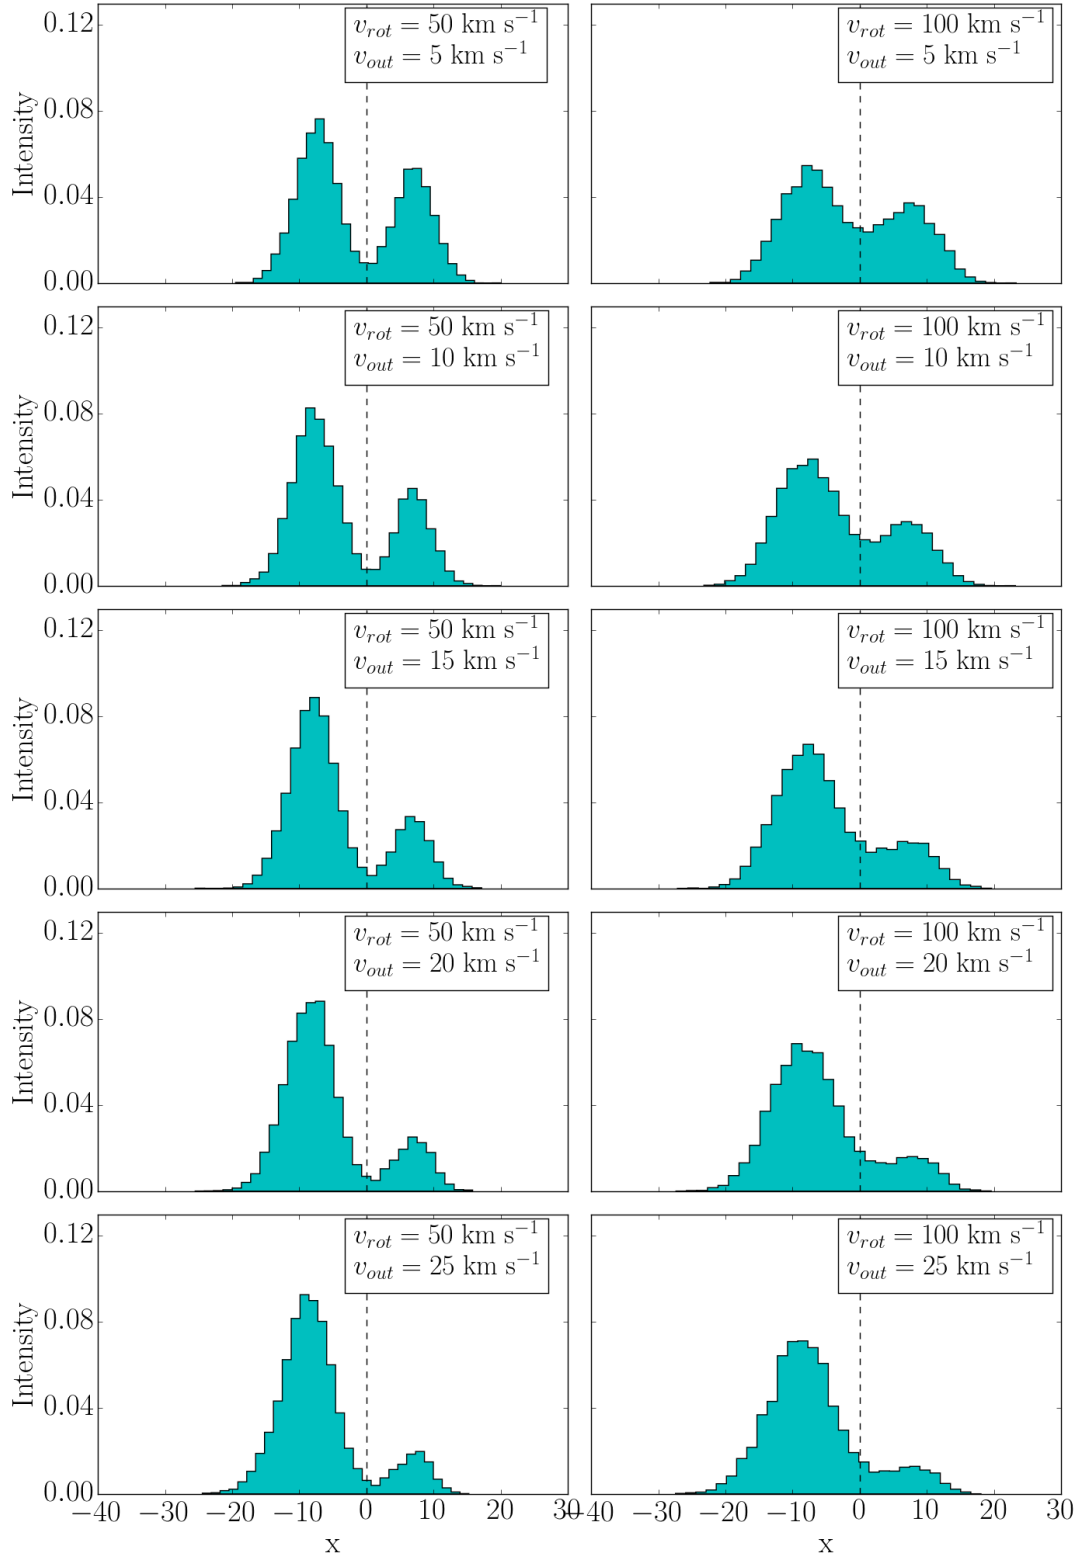 0.12
0.08
0.04
0.00
Intensity
v_rot = 50 km s⁻¹
v_out = 5 km s⁻¹
v_rot = 100 km s⁻¹
v_out = 5 km s⁻¹
0.12
0.08
0.04
0.00
Intensity
v_rot = 50 km s⁻¹
v_out = 10 km s⁻¹
v_rot = 100 km s⁻¹
v_out = 10 km s⁻¹
0.12
0.08
0.04
0.00
Intensity
v_rot = 50 km s⁻¹
v_out = 15 km s⁻¹
v_rot = 100 km s⁻¹
v_out = 15 km s⁻¹
0.12
0.08
0.04
0.00
Intensity
v_rot = 50 km s⁻¹
v_out = 20 km s⁻¹
v_rot = 100 km s⁻¹
v_out = 20 km s⁻¹
0.12
0.08
0.04
0.00
Intensity
v_rot = 50 km s⁻¹
v_out = 25 km s⁻¹
v_rot = 100 km s⁻¹
v_out = 25 km s⁻¹
−40 −30 −20 −10 0 10 20 30
x
−40 −30 −20 −10 0 10 20 30
x